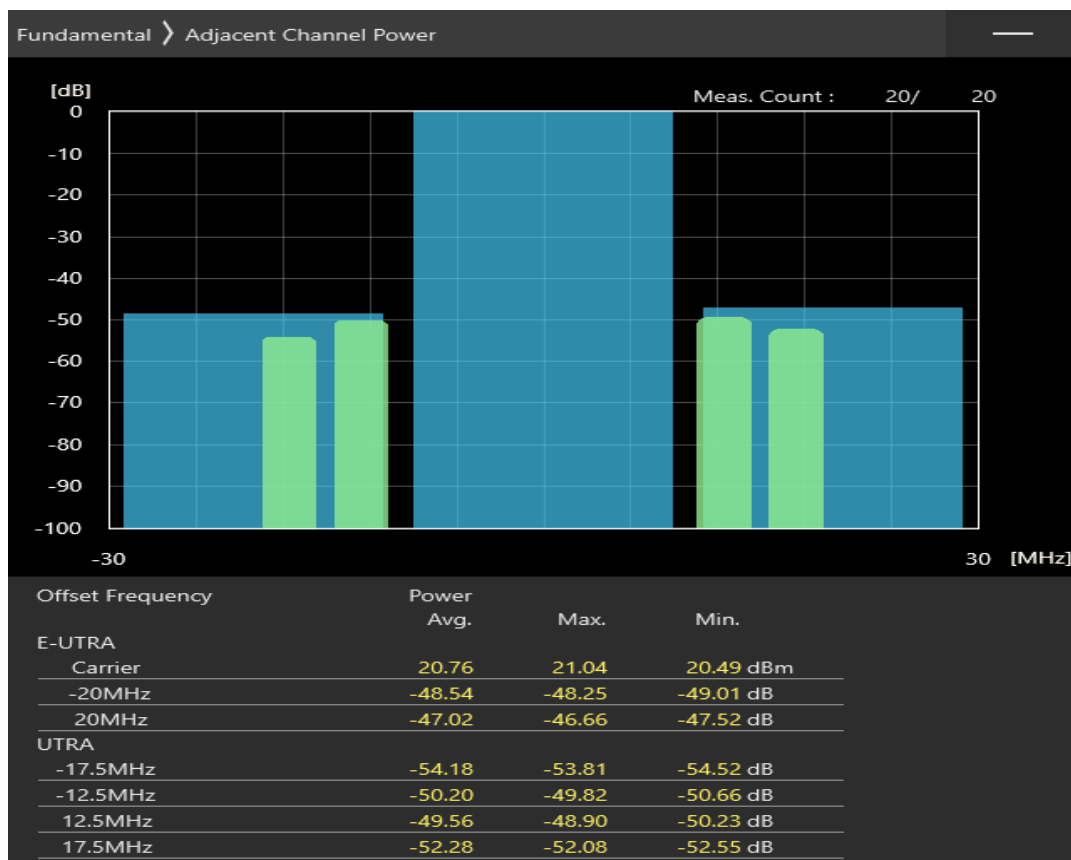 Fundamental 〉 Adjacent Channel Power
[dB]
Meas. Count : 20/ 20
0
-10
-20
-30
-40
-50
-60
-70
-80
-90
-100
-30 30 [MHz]
Offset Frequency Power
Avg. Max. Min.
E-UTRA
Carrier 20.76 21.04 20.49 dBm
-20MHz -48.54 -48.25 -49.01 dB
20MHz -47.02 -46.66 -47.52 dB
UTRA
-17.5MHz -54.18 -53.81 -54.52 dB
-12.5MHz -50.20 -49.82 -50.66 dB
12.5MHz -49.56 -48.90 -50.23 dB
17.5MHz -52.28 -52.08 -52.55 dB